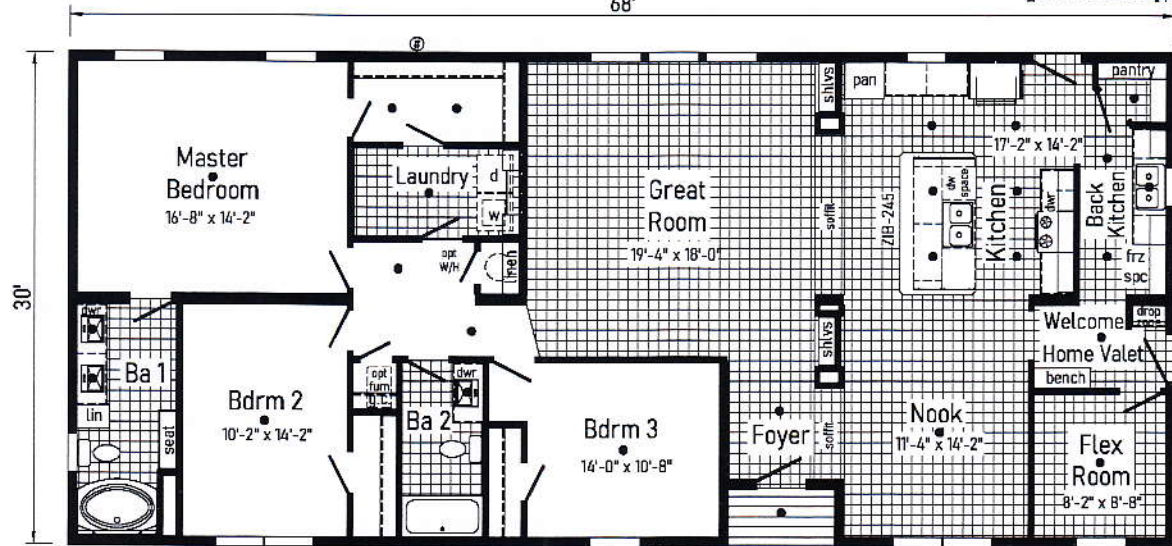 68'
30'
Master
Bedroom
16'-8" x 14'-2"
Laundry
d
w
opt
W/H
lineh
Great
Room
19'-4" x 18'-0"
shlvs
soffit
shlvs
soffit
pan
pantry
17'-2" x 14'-2"
ZIB-245
dw
space
Kitchen
dwr
Back
Kitchen
frz
spc
drop
zone
Welcome
Home Valet
bench
Flex
Room
8'-2" x 8'-8"
Nook
11'-4" x 14'-2"
Foyer
Bdrm 3
14'-0" x 10'-8"
dwr
Ba 2
opt
furn
Bdrm 2
10'-2" x 14'-2"
dwr
Ba 1
lin
seat